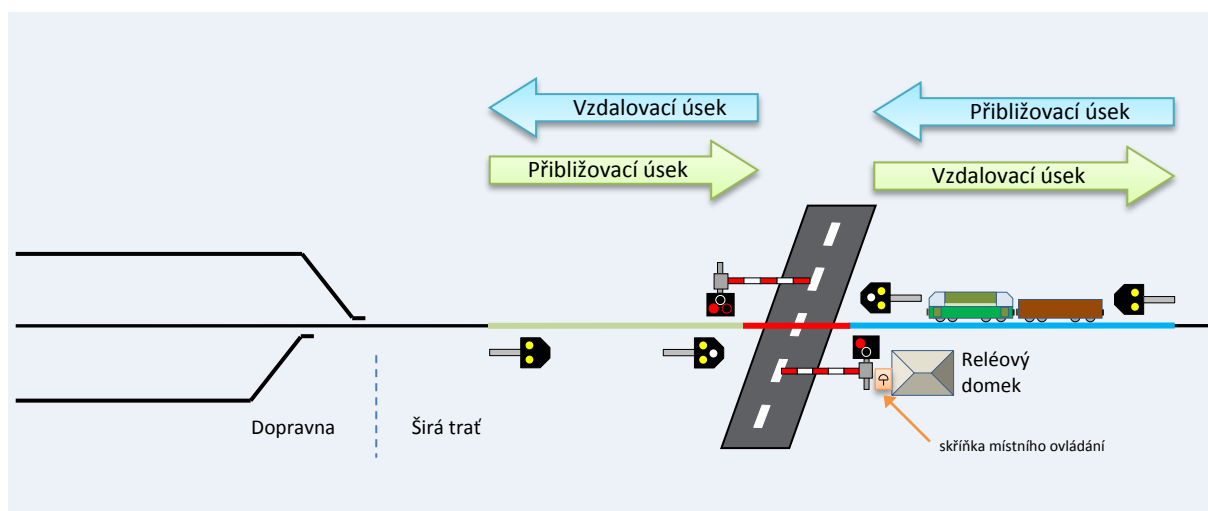 Vzdalovací úsek
Přibližovací úsek
Přibližovací úsek
Vzdalovací úsek
Reléový
domek
Dopravna
Širá trať
skříňka místního ovládání